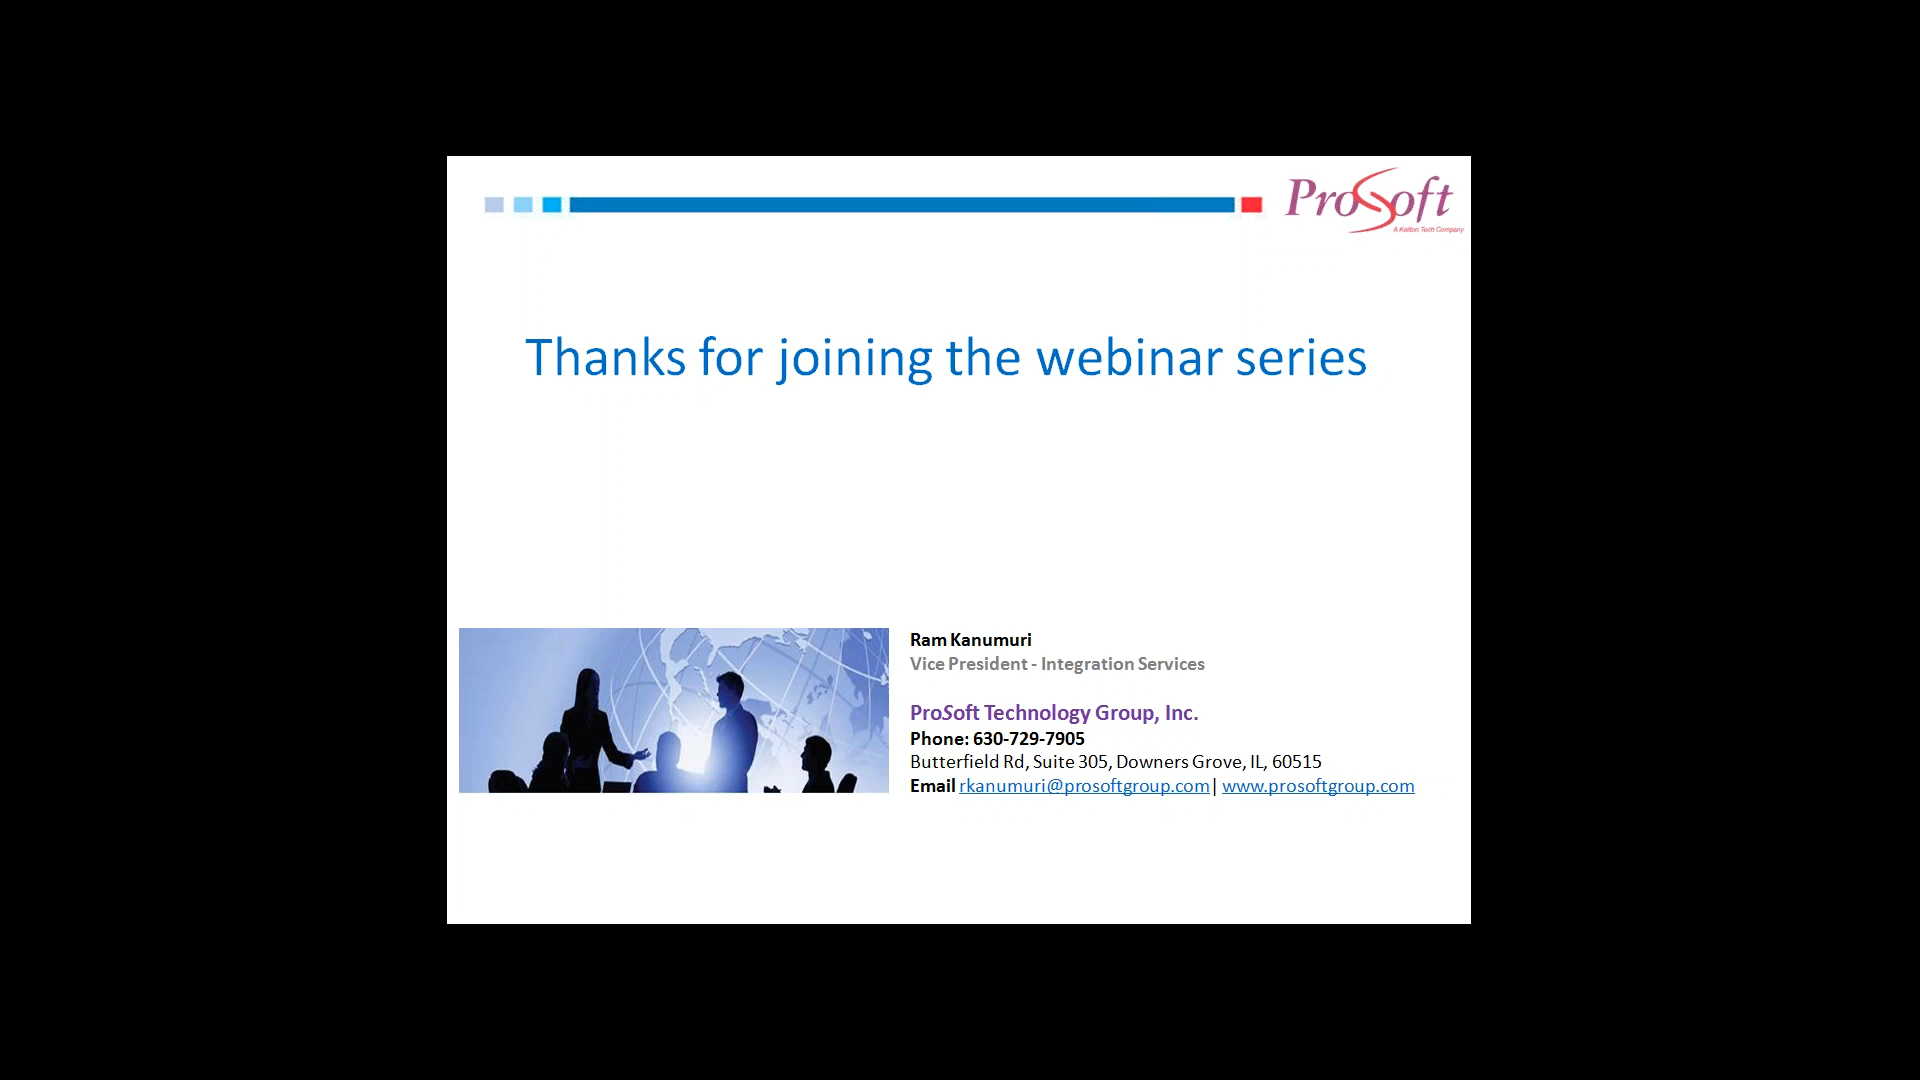 ProSoft
A Kellton Tech Company
Thanks for joining the webinar series
Ram Kanumuri
Vice President - Integration Services
ProSoft Technology Group, Inc.
Phone: 630-729-7905
Butterfield Rd, Suite 305, Downers Grove, IL, 60515
Email rkanumuri@prosoftgroup.com| www.prosoftgroup.com